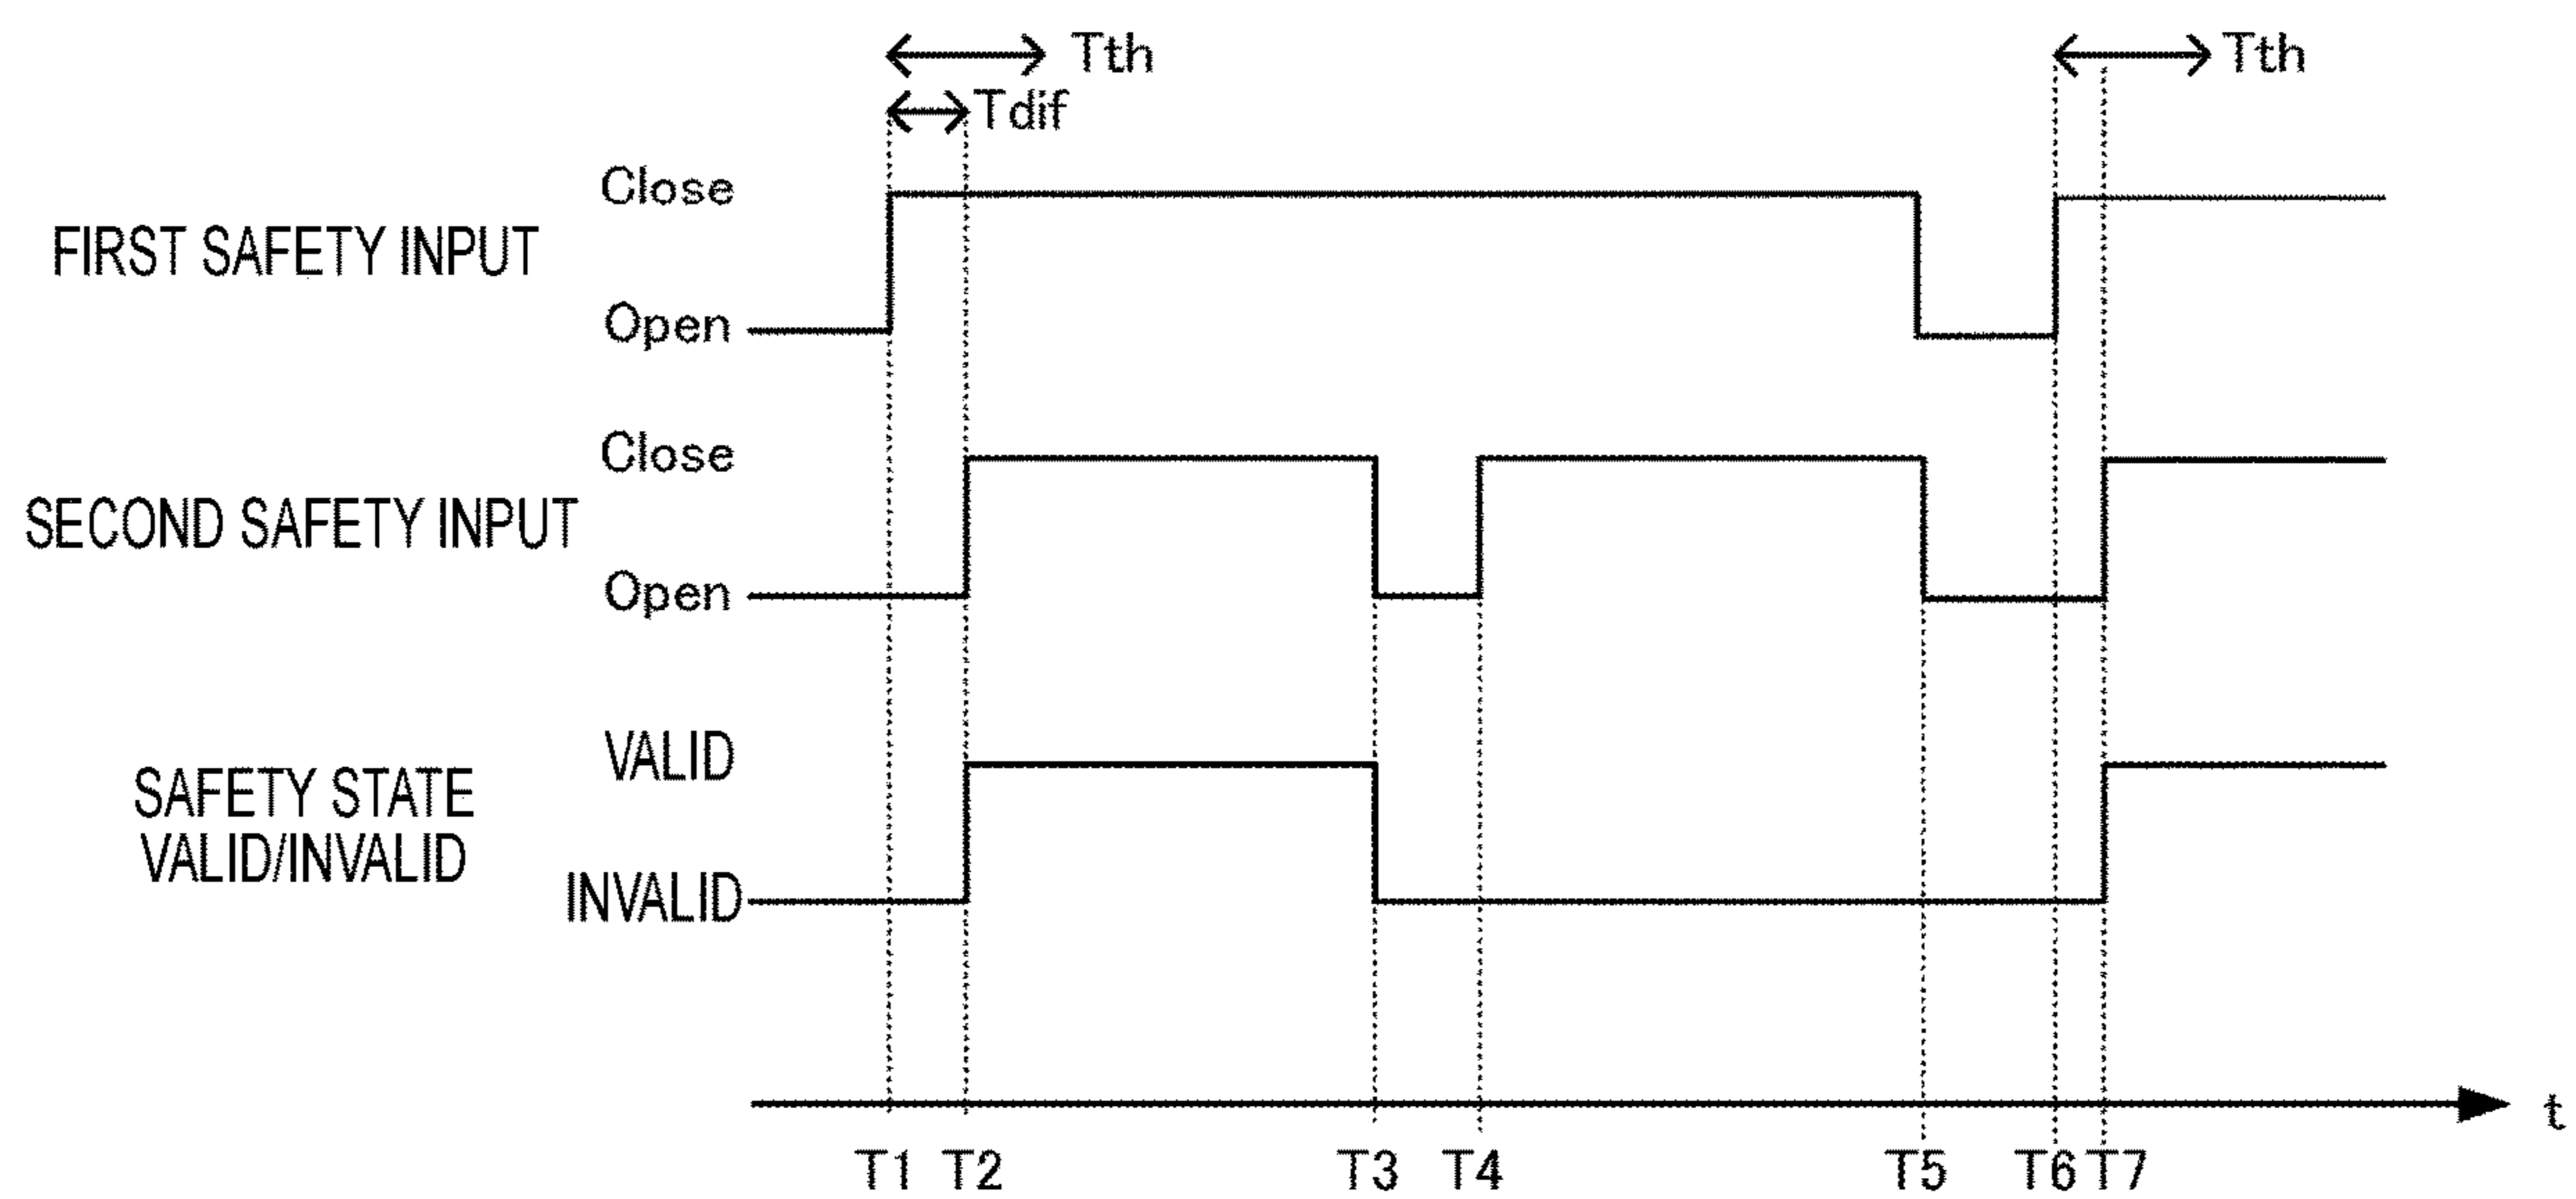 Tth
Tth
Tdif
Close
FIRST SAFETY INPUT
Open
Close
SECOND SAFETY INPUT
Open
VALID
SAFETY STATE
VALID/INVALID
INVALID
t
T1 T2 T3 T4 T5 T6 T7